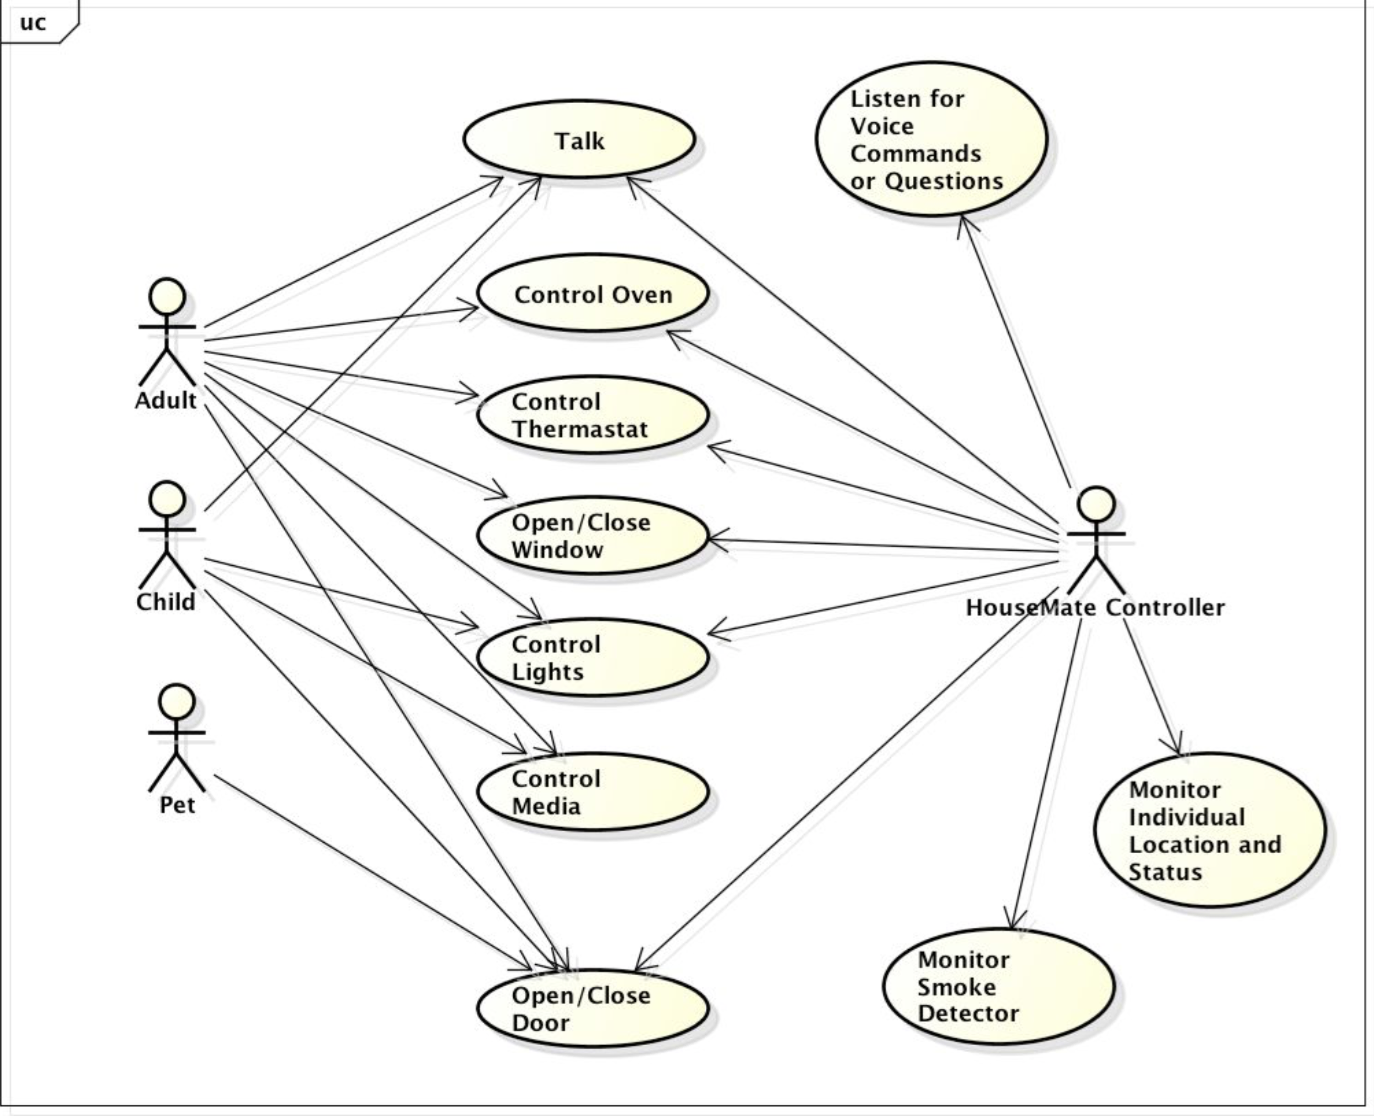 uc
Talk
Listen for
Voice
Commands
or Questions
Control Oven
Adult
Control
Thermastat
Open/Close
Window
Child
HouseMate Controller
Control
Lights
Pet
Control
Media
Monitor
Individual
Location and
Status
Open/Close
Door
Monitor
Smoke
Detector